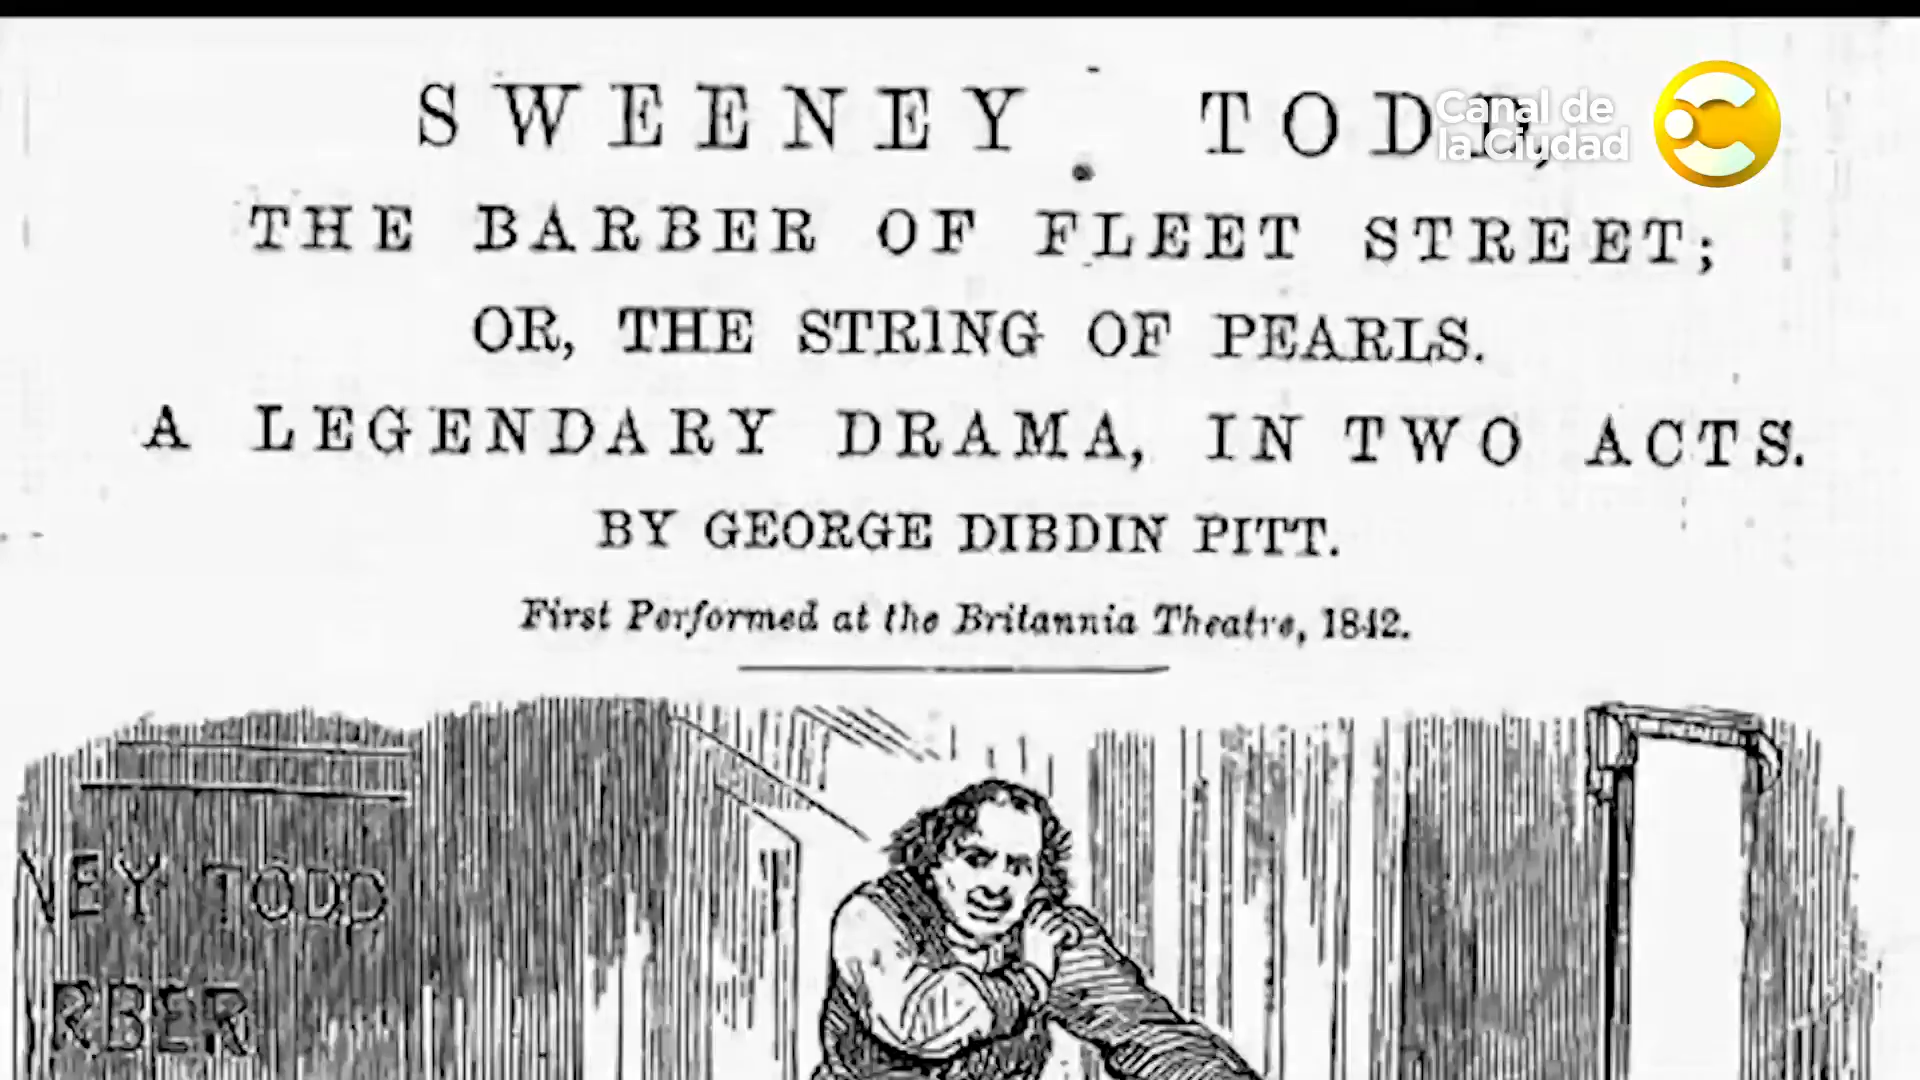 SWEENEY TODD,
THE BARBER OF FLEET STREET;
OR, THE STRING OF PEARLS.
A LEGENDARY DRAMA, IN TWO ACTS.
BY GEORGE DIBDIN PITT.
First Performed at the Britannia Theatre, 1842.
Canal de
la Ciudad
NEY TODD
RBER